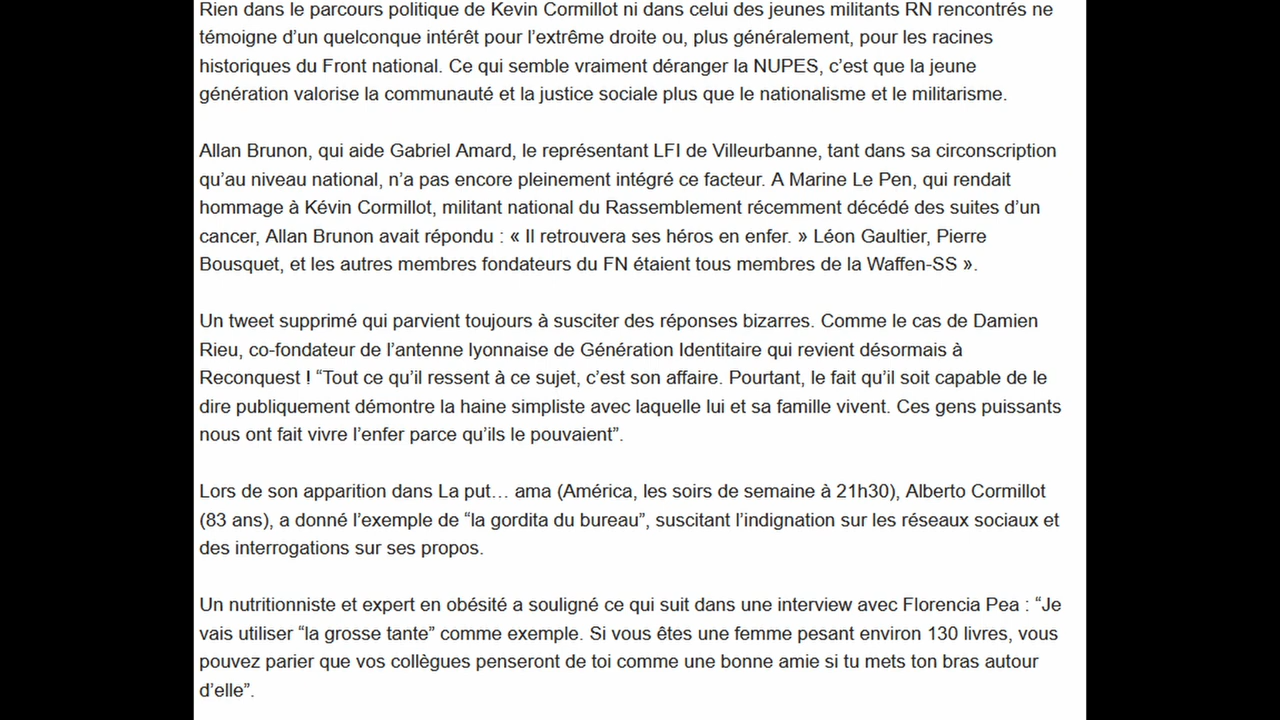 Rien dans le parcours politique de Kevin Cormillot ni dans celui des jeunes militants RN rencontrés ne
témoigne d’un quelconque intérêt pour l’extrême droite ou, plus généralement, pour les racines
historiques du Front national. Ce qui semble vraiment déranger la NUPES, c’est que la jeune
génération valorise la communauté et la justice sociale plus que le nationalisme et le militarisme.
Allan Brunon, qui aide Gabriel Amard, le représentant LFI de Villeurbanne, tant dans sa circonscription
qu’au niveau national, n’a pas encore pleinement intégré ce facteur. A Marine Le Pen, qui rendait
hommage à Kévin Cormillot, militant national du Rassemblement récemment décédé des suites d’un
cancer, Allan Brunon avait répondu : « Il retrouvera ses héros en enfer. » Léon Gaultier, Pierre
Bousquet, et les autres membres fondateurs du FN étaient tous membres de la Waffen-SS ».
Un tweet supprimé qui parvient toujours à susciter des réponses bizarres. Comme le cas de Damien
Rieu, co-fondateur de l’antenne lyonnaise de Génération Identitaire qui revient désormais à
Reconquest ! “Tout ce qu’il ressent à ce sujet, c’est son affaire. Pourtant, le fait qu’il soit capable de le
dire publiquement démontre la haine simpliste avec laquelle lui et sa famille vivent. Ces gens puissants
nous ont fait vivre l’enfer parce qu’ils le pouvaient”.
Lors de son apparition dans La put… ama (América, les soirs de semaine à 21h30), Alberto Cormillot
(83 ans), a donné l’exemple de “la gordita du bureau”, suscitant l’indignation sur les réseaux sociaux et
des interrogations sur ses propos.
Un nutritionniste et expert en obésité a souligné ce qui suit dans une interview avec Florencia Pea : “Je
vais utiliser “la grosse tante” comme exemple. Si vous êtes une femme pesant environ 130 livres, vous
pouvez parier que vos collègues penseront de toi comme une bonne amie si tu mets ton bras autour
d’elle”.